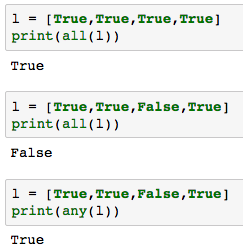 l = [True,True,True,True]
print(all(l))
True
l = [True,True,False,True]
print(all(l))
False
l = [True,True,False,True]
print(any(l))
True